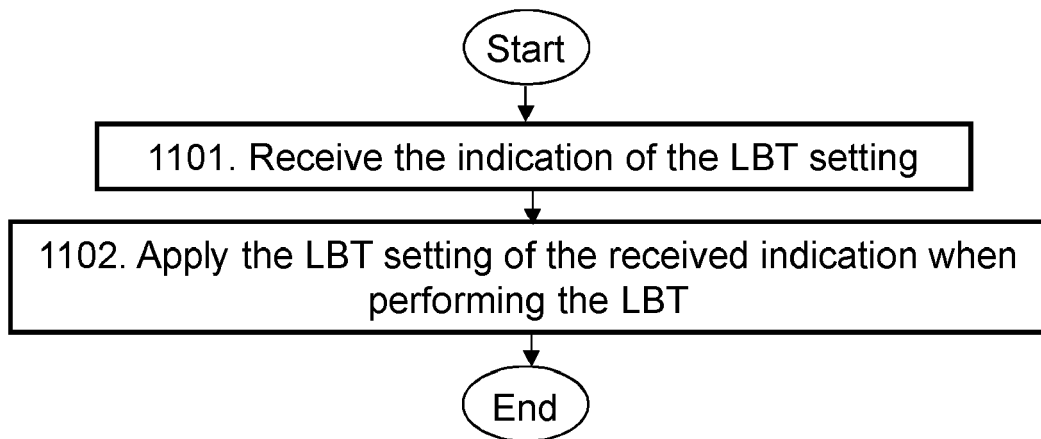 Start
1101. Receive the indication of the LBT setting
1102. Apply the LBT setting of the received indication when
performing the LBT
End